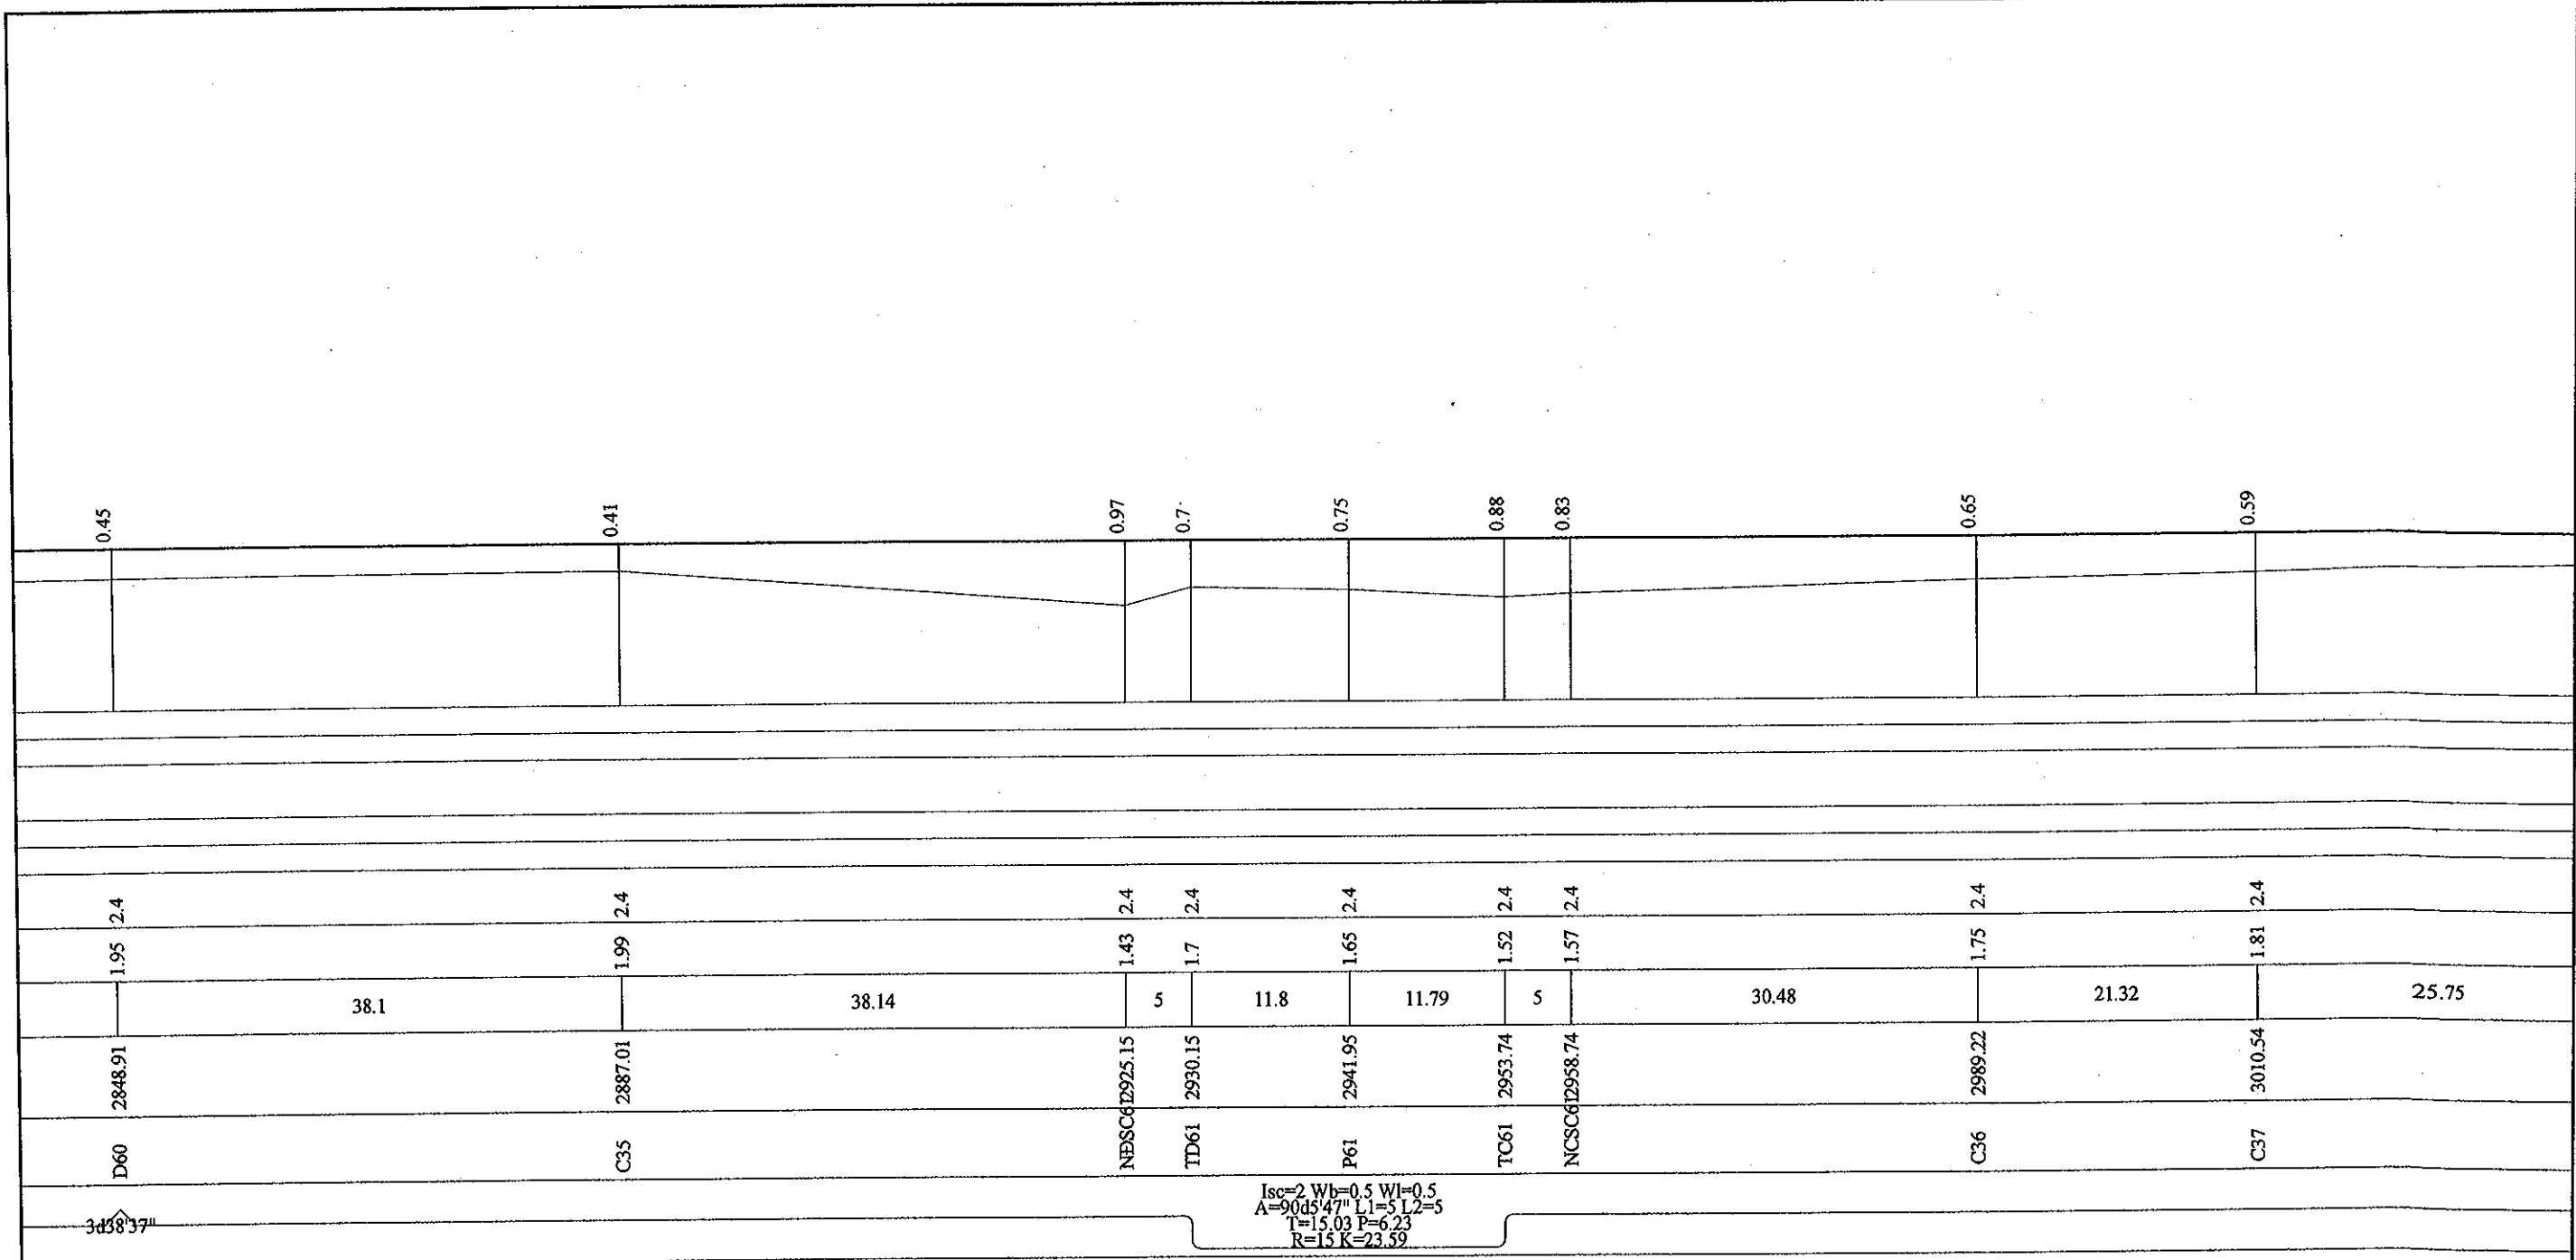 0.45 0.41 0.97 0.7 0.75 0.88 0.83 0.65 0.59
2.4 2.4 2.4 2.4 2.4 2.4 2.4 2.4 2.4
1.95 1.99 1.43 1.7 1.65 1.52 1.57 1.75 1.81
38.1 38.14 5 11.8 11.79 5 30.48 21.32 25.75
2848.91 2887.01 2925.15 2930.15 2941.95 2953.74 2958.74 2989.22 3010.54
D60 C35 NĐSC61 TD61 P61 TC61 NCSC61 C36 C37
3d38'37"
Isc=2 Wb=0.5 Wl=0.5
A=90d5'47" L1=5 L2=5
T=15.03 P=6.23
R=15 K=23.59